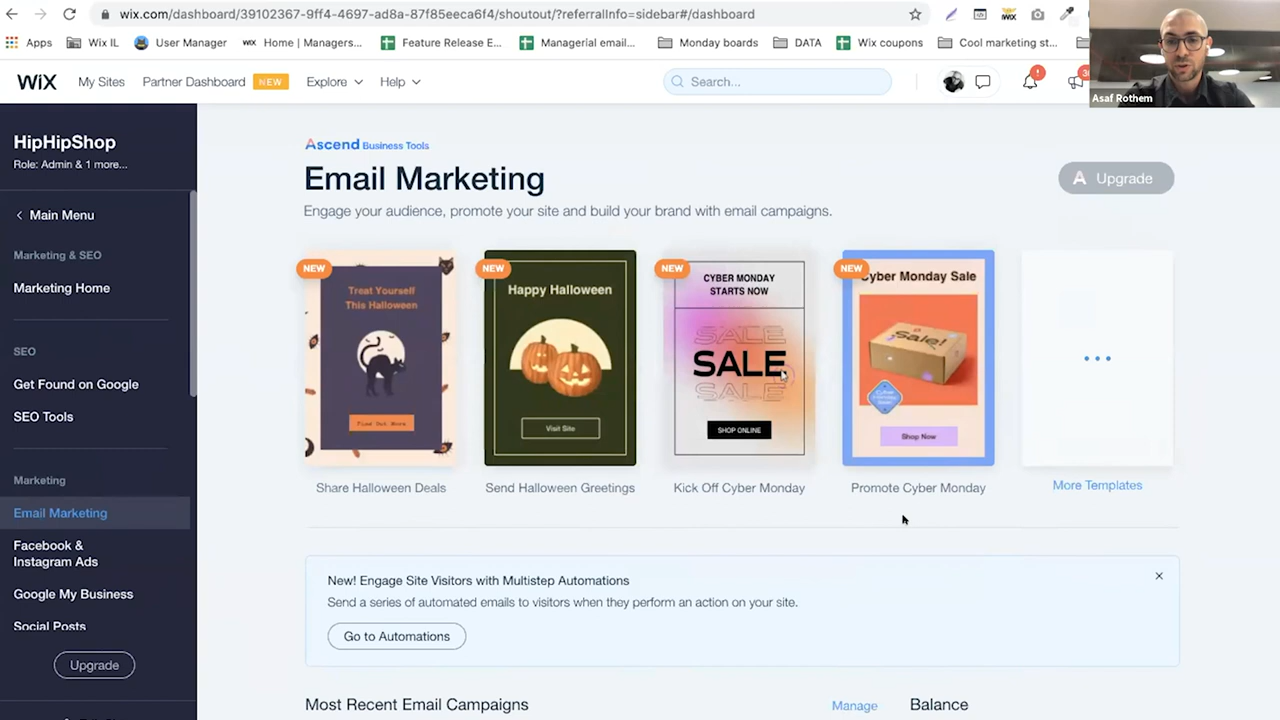 wix.com/dashboard/39102367-9ff4-4697-ad8a-87f85eeca6f4/shoutout/?referralInfo=sidebar#/dashboard
Apps
Wix IL
User Manager
WiX Home | Managers...
Feature Release E...
Managerial email...
Monday boards
DATA
Wix coupons
Cool marketing st...
Asaf Rothem
WiX
My Sites
Partner Dashboard
NEW
Explore
Help
Search...
HipHipShop
Role: Admin & 1 more...
Main Menu
Marketing & SEO
Marketing Home
SEO
Get Found on Google
SEO Tools
Marketing
Email Marketing
Facebook &
Instagram Ads
Google My Business
Social Posts
Upgrade
Ascend Business Tools
Email Marketing
Engage your audience, promote your site and build your brand with email campaigns.
A Upgrade
NEW
Treat Yourself
This Halloween
Find Out More
Share Halloween Deals
NEW
Happy Halloween
Visit Site
Send Halloween Greetings
NEW
CYBER MONDAY
STARTS NOW
SALE
SALE
SALE
SHOP ONLINE
Kick Off Cyber Monday
NEW
Cyber Monday Sale
Sale!
Shop Now
Promote Cyber Monday
More Templates
New! Engage Site Visitors with Multistep Automations
Send a series of automated emails to visitors when they perform an action on your site.
Go to Automations
Most Recent Email Campaigns
Manage
Balance